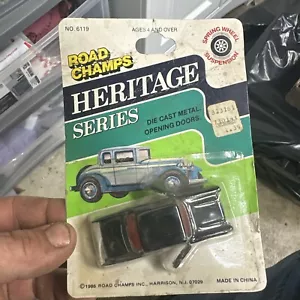 NO. 6119
AGES 4 AND OVER
SPRING WHEEL
SUSPENSION
ROAD
CHAMPS
HERITAGE
SERIES
DIE CAST METAL.
OPENING DOORS.
©1986 ROAD CHAMPS INC., HARRISON, N.J. 07029
MADE IN CHINA